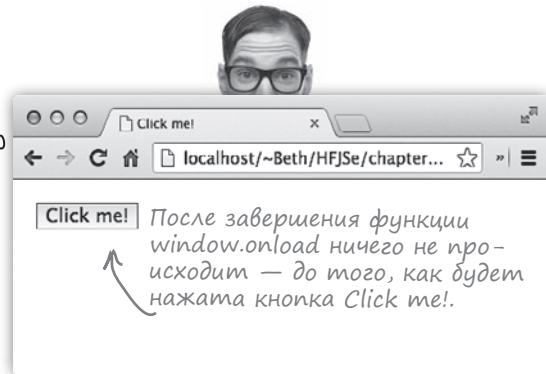 Click me!
localhost/~Beth/HFJSe/chapter...
Click me!
После завершения функции
window.onload ничего не про-
исходит — до того, как будет
нажата кнопка Click me!.